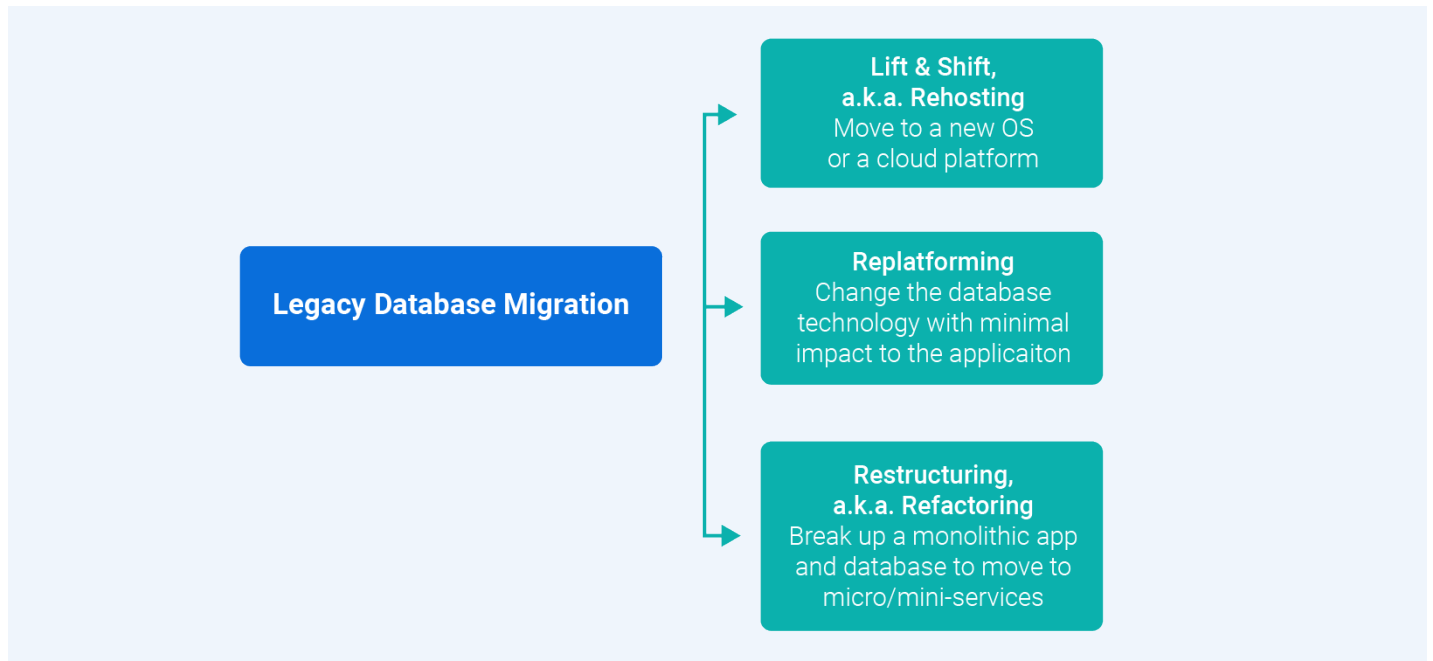 Legacy Database Migration
Lift & Shift,
a.k.a. Rehosting
Move to a new OS
or a cloud platform
Replatforming
Change the database
technology with minimal
impact to the applicaiton
Restructuring,
a.k.a. Refactoring
Break up a monolithic app
and database to move to
micro/mini-services